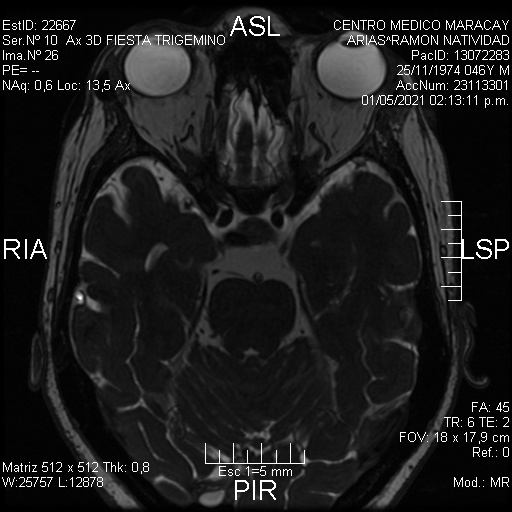 EstID: 22667
Ser.Nº 10 Ax 3D FIESTA TRIGEMINO
Ima.Nº 26
PE= --
NAq: 0,6 Loc: 13,5 Ax
ASL
CENTRO MEDICO MARACAY
ARIAS^RAMON NATIVIDAD
PacID: 13072283
25/11/1974 046Y M
AccNum: 23113301
01/05/2021 02:13:11 p.m.
RIA
LSP
Matriz 512 x 512 Thk: 0,8
W:25757 L:12878
Esc 1=5 mm
PIR
FA: 45
TR: 6 TE: 2
FOV: 18 x 17,9 cm
Ref.: 0
Mod.: MR